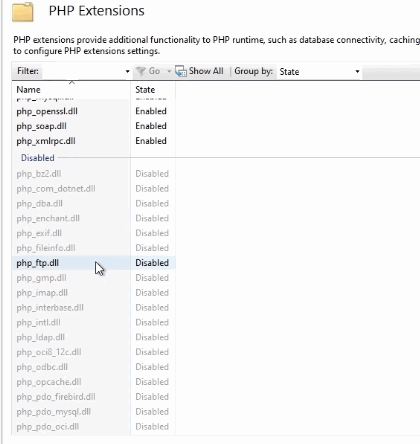 PHP Extensions
PHP extensions provide additional functionality to PHP runtime, such as database connectivity, caching
to configure PHP extensions settings.
Filter: Go Show All Group by: State
Name State
php_openssl.dll Enabled
php_soap.dll Enabled
php_xmlrpc.dll Enabled
Disabled
php_bz2.dll Disabled
php_com_dotnet.dll Disabled
php_dba.dll Disabled
php_enchant.dll Disabled
php_exif.dll Disabled
php_fileinfo.dll Disabled
php_ftp.dll Disabled
php_gmp.dll Disabled
php_imap.dll Disabled
php_interbase.dll Disabled
php_intl.dll Disabled
php_ldap.dll Disabled
php_oci8_12c.dll Disabled
php_odbc.dll Disabled
php_opcache.dll Disabled
php_pdo_firebird.dll Disabled
php_pdo_mysql.dll Disabled
php_pdo_oci.dll Disabled